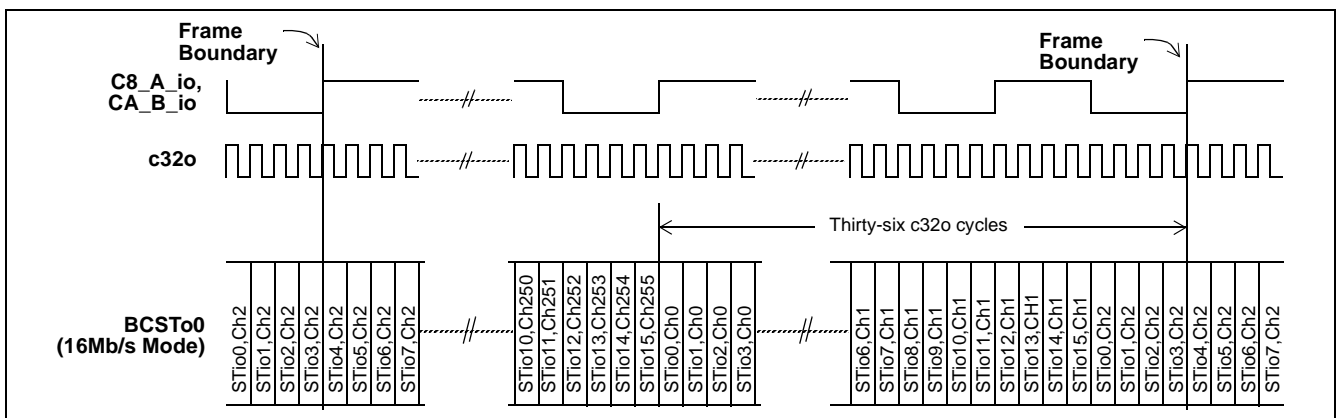 Frame
Boundary
Frame
Boundary
C8_A_io,
CA_B_io
c32o
Thirty-six c32o cycles
BCSTo0
(16Mb/s Mode)
STio0,Ch2
STio1,Ch2
STio2,Ch2
STio3,Ch2
STio4,Ch2
STio5,Ch2
STio6,Ch2
STio7,Ch2
STio10,Ch250
STio11,Ch251
STio12,Ch252
STio13,Ch253
STio14,Ch254
STio15,Ch255
STio0,Ch0
STio1,Ch0
STio2,Ch0
STio3,Ch0
STio6,Ch1
STio7,Ch1
STio8,Ch1
STio9,Ch1
STio10,Ch1
STio11,Ch1
STio12,Ch1
STio13,CH1
STio14,Ch1
STio15,Ch1
STio0,Ch2
STio1,Ch2
STio2,Ch2
STio3,Ch2
STio4,Ch2
STio5,Ch2
STio6,Ch2
STio7,Ch2